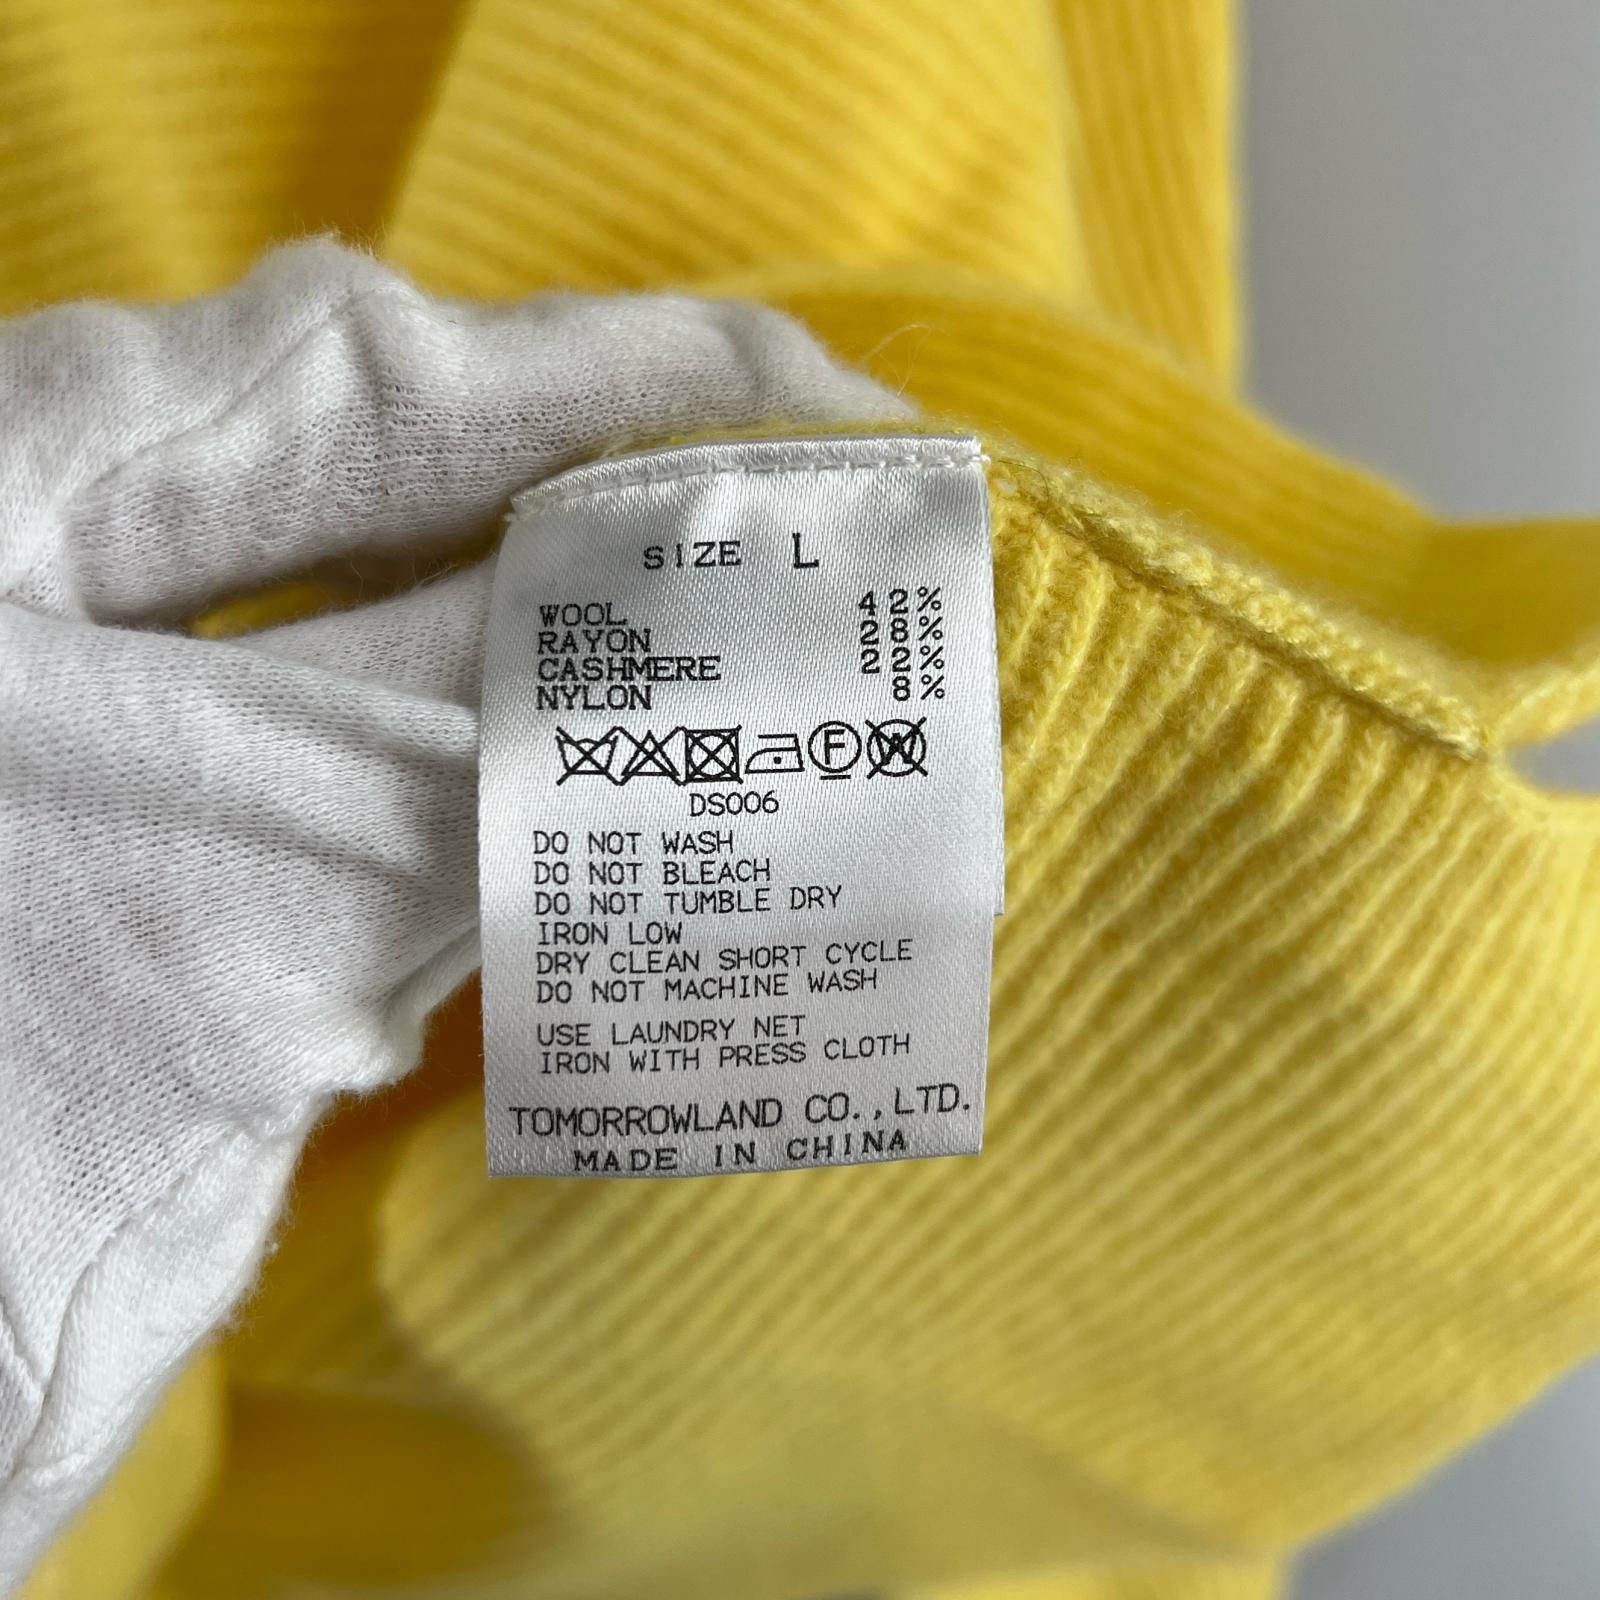 SIZE L
WOOL 42%
RAYON 28%
CASHMERE 22%
NYLON 8%
F W
DS006
DO NOT WASH
DO NOT BLEACH
DO NOT TUMBLE DRY
IRON LOW
DRY CLEAN SHORT CYCLE
DO NOT MACHINE WASH
USE LAUNDRY NET
IRON WITH PRESS CLOTH
TOMORROWLAND CO.,LTD.
MADE IN CHINA